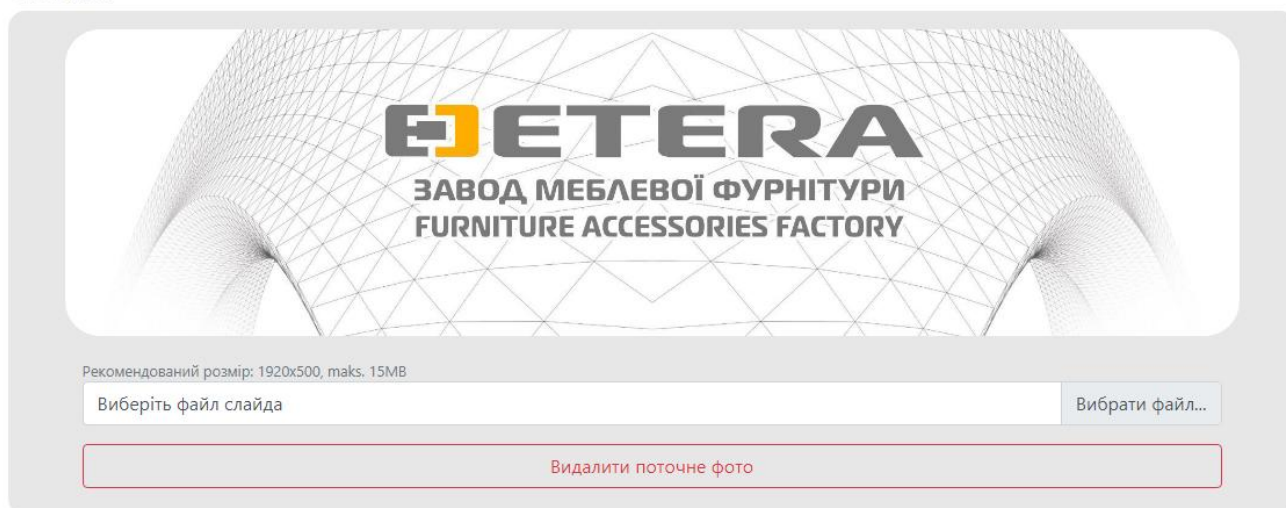 ETERA
ЗАВОД МЕБЛЕВОЇ ФУРНІТУРИ
FURNITURE ACCESSORIES FACTORY
Рекомендований розмір: 1920x500, maks. 15MB
Виберіть файл слайда Вибрати файл...
Видалити поточне фото